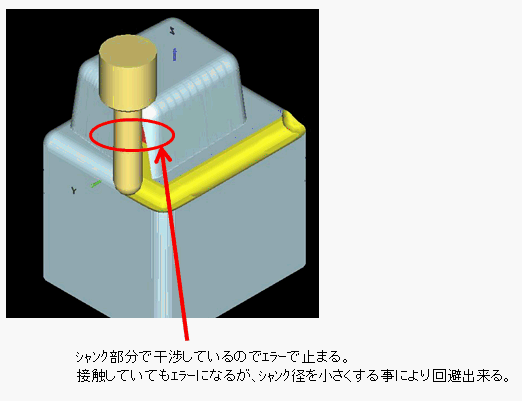 X
Y
ｼｬﾝｸ部分で干渉しているのでｴﾗｰで止まる。
接触していてもｴﾗｰになるが、ｼｬﾝｸ径を小さくする事により回避出来る。